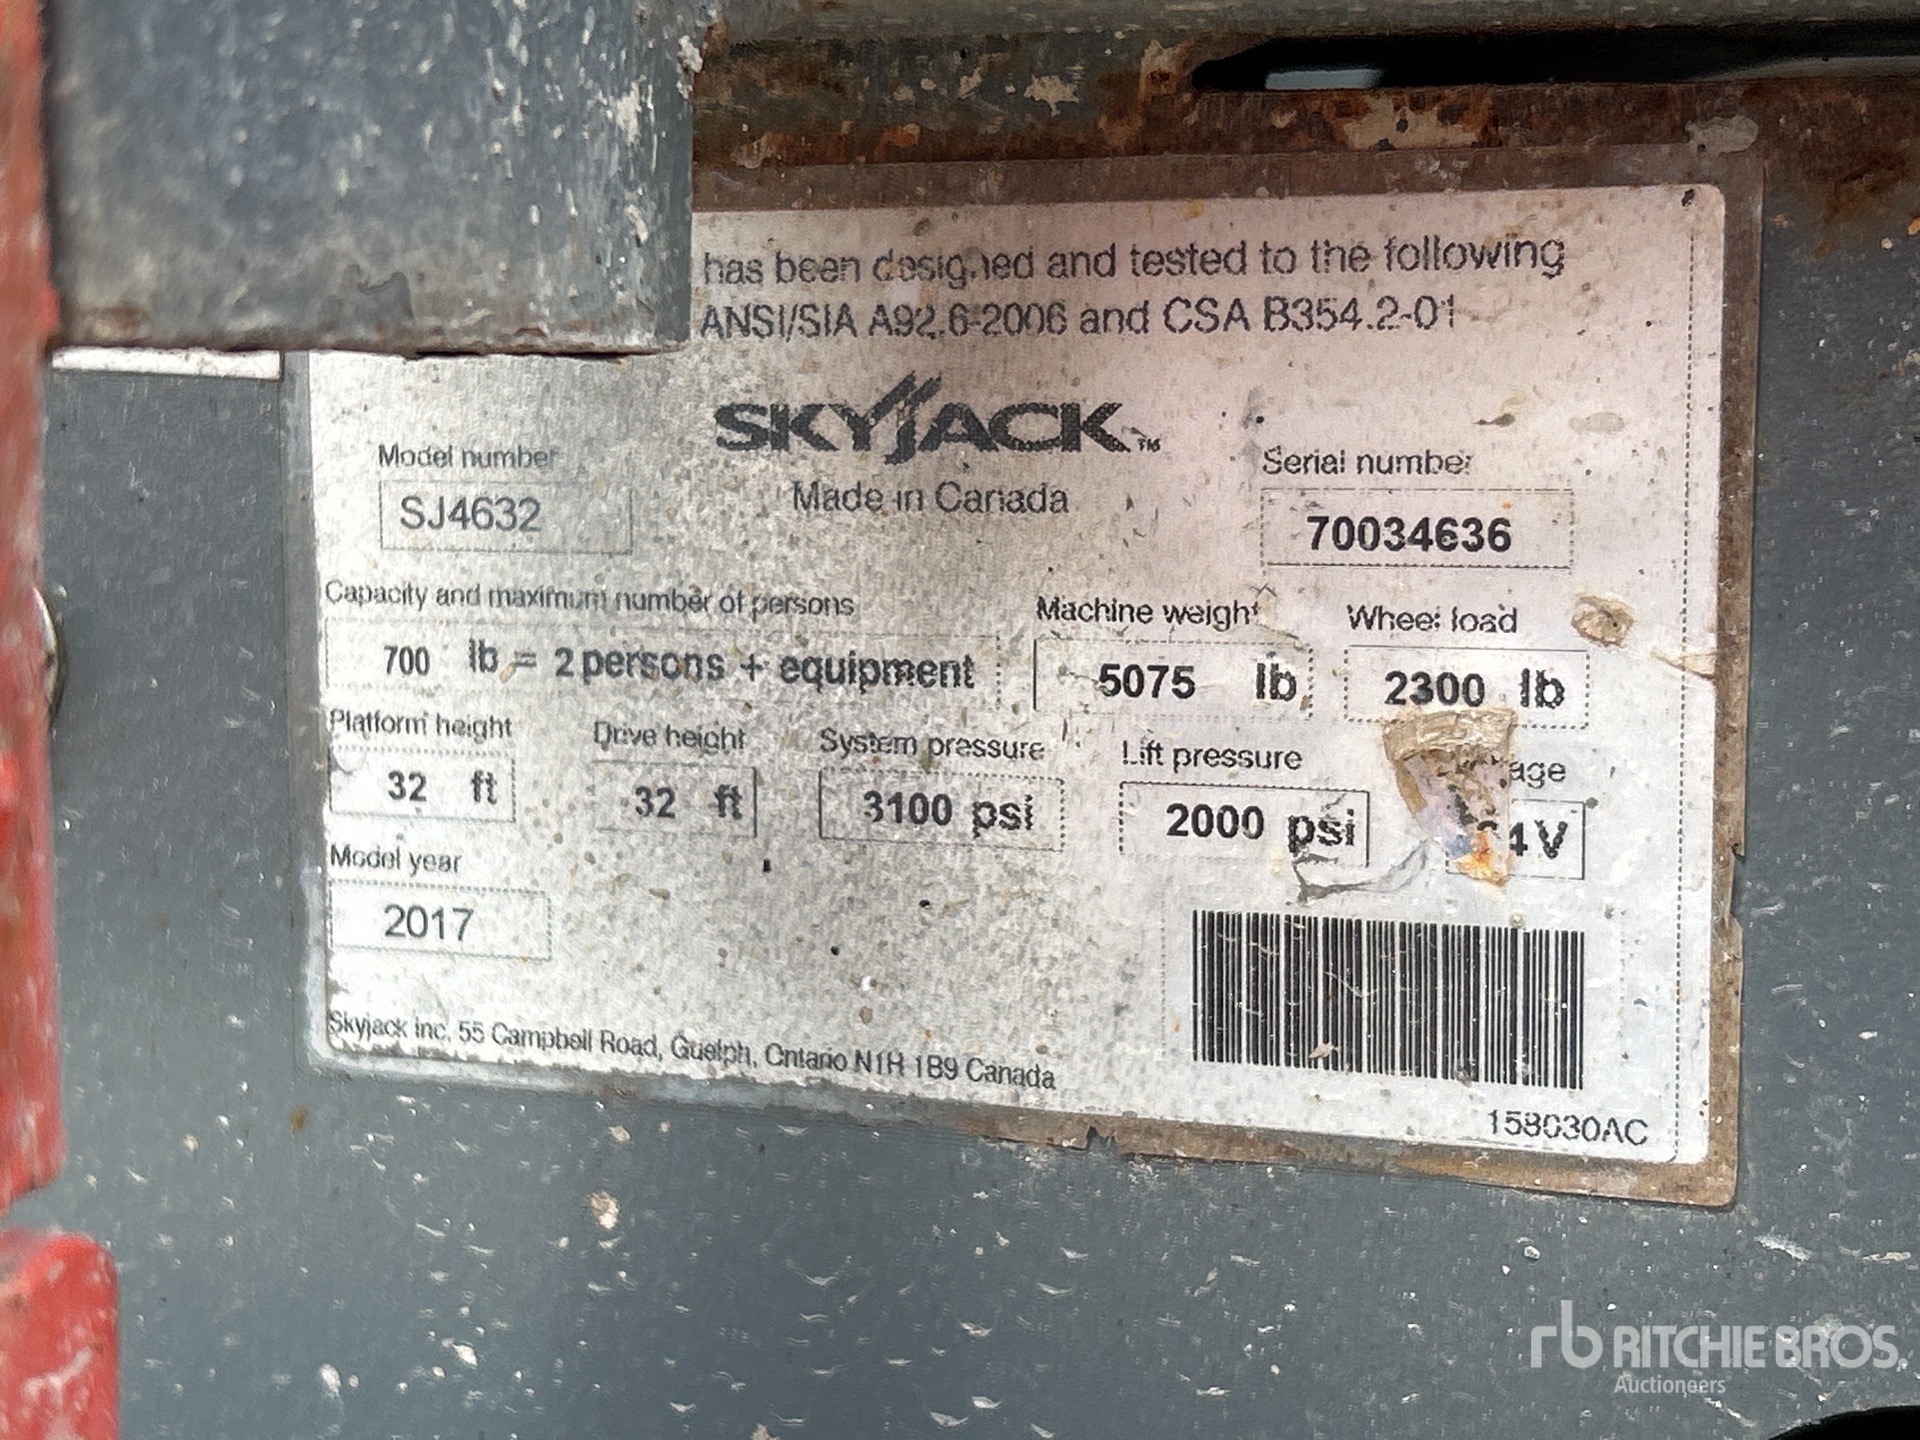 has been designed and tested to the following
ANSI/SIA A92.6-2006 and CSA B354.2-01
SKYJACK™
Made in Canada
Model number
SJ4632
Serial number
70034636
Capacity and maximum number of persons
700 lb = 2 persons + equipment
Machine weight
5075 lb
Wheel load
2300 lb
Platform height
32 ft
Drive height
32 ft
System pressure
3100 psi
Lift pressure
2000 psi
age
4 V
Model year
2017
Skyjack Inc. 55 Campbell Road, Guelph, Ontario N1H 1B9 Canada
158030AC
rb RITCHIE BROS
Auctioneers